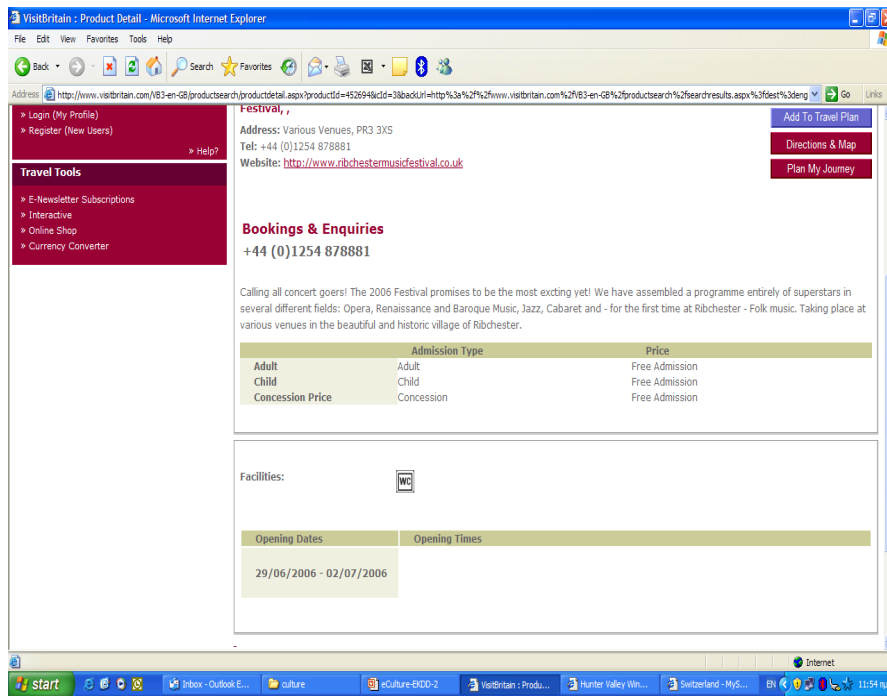 VisitBritain : Product Detail - Microsoft Internet Explorer
File Edit View Favorites Tools Help
Back Search Favorites
Address http://www.visitbritain.com/VB3-en-GB/productsearch/productdetail.aspx?productId=452694&icId=3&backUrl=http%3a%2f%2fwww.visitbritain.com%2fVB3-en-GB%2fproductsearch%2fsearchresults.aspx%3fdest%3deng Go Links
» Login (My Profile)
» Register (New Users)
» Help?
Travel Tools
» E-Newsletter Subscriptions
» Interactive
» Online Shop
» Currency Converter
Festival, ,
Address: Various Venues, PR3 3XS
Tel: +44 (0)1254 878881
Website: http://www.ribchestermusicfestival.co.uk
Add To Travel Plan
Directions & Map
Plan My Journey
Bookings & Enquiries
+44 (0)1254 878881
Calling all concert goers! The 2006 Festival promises to be the most excting yet! We have assembled a programme entirely of superstars in
several different fields: Opera, Renaissance and Baroque Music, Jazz, Cabaret and - for the first time at Ribchester - Folk music. Taking place at
various venues in the beautiful and historic village of Ribchester.
Admission Type Price
Adult Adult Free Admission
Child Child Free Admission
Concession Price Concession Free Admission
Facilities: WC
Opening Dates Opening Times
29/06/2006 - 02/07/2006
Internet
start Inbox - Outlook E... culture eCulture-EKDD-2 VisitBritain : Produ... Hunter Valley Win... Switzerland - MyS... EN 11:54